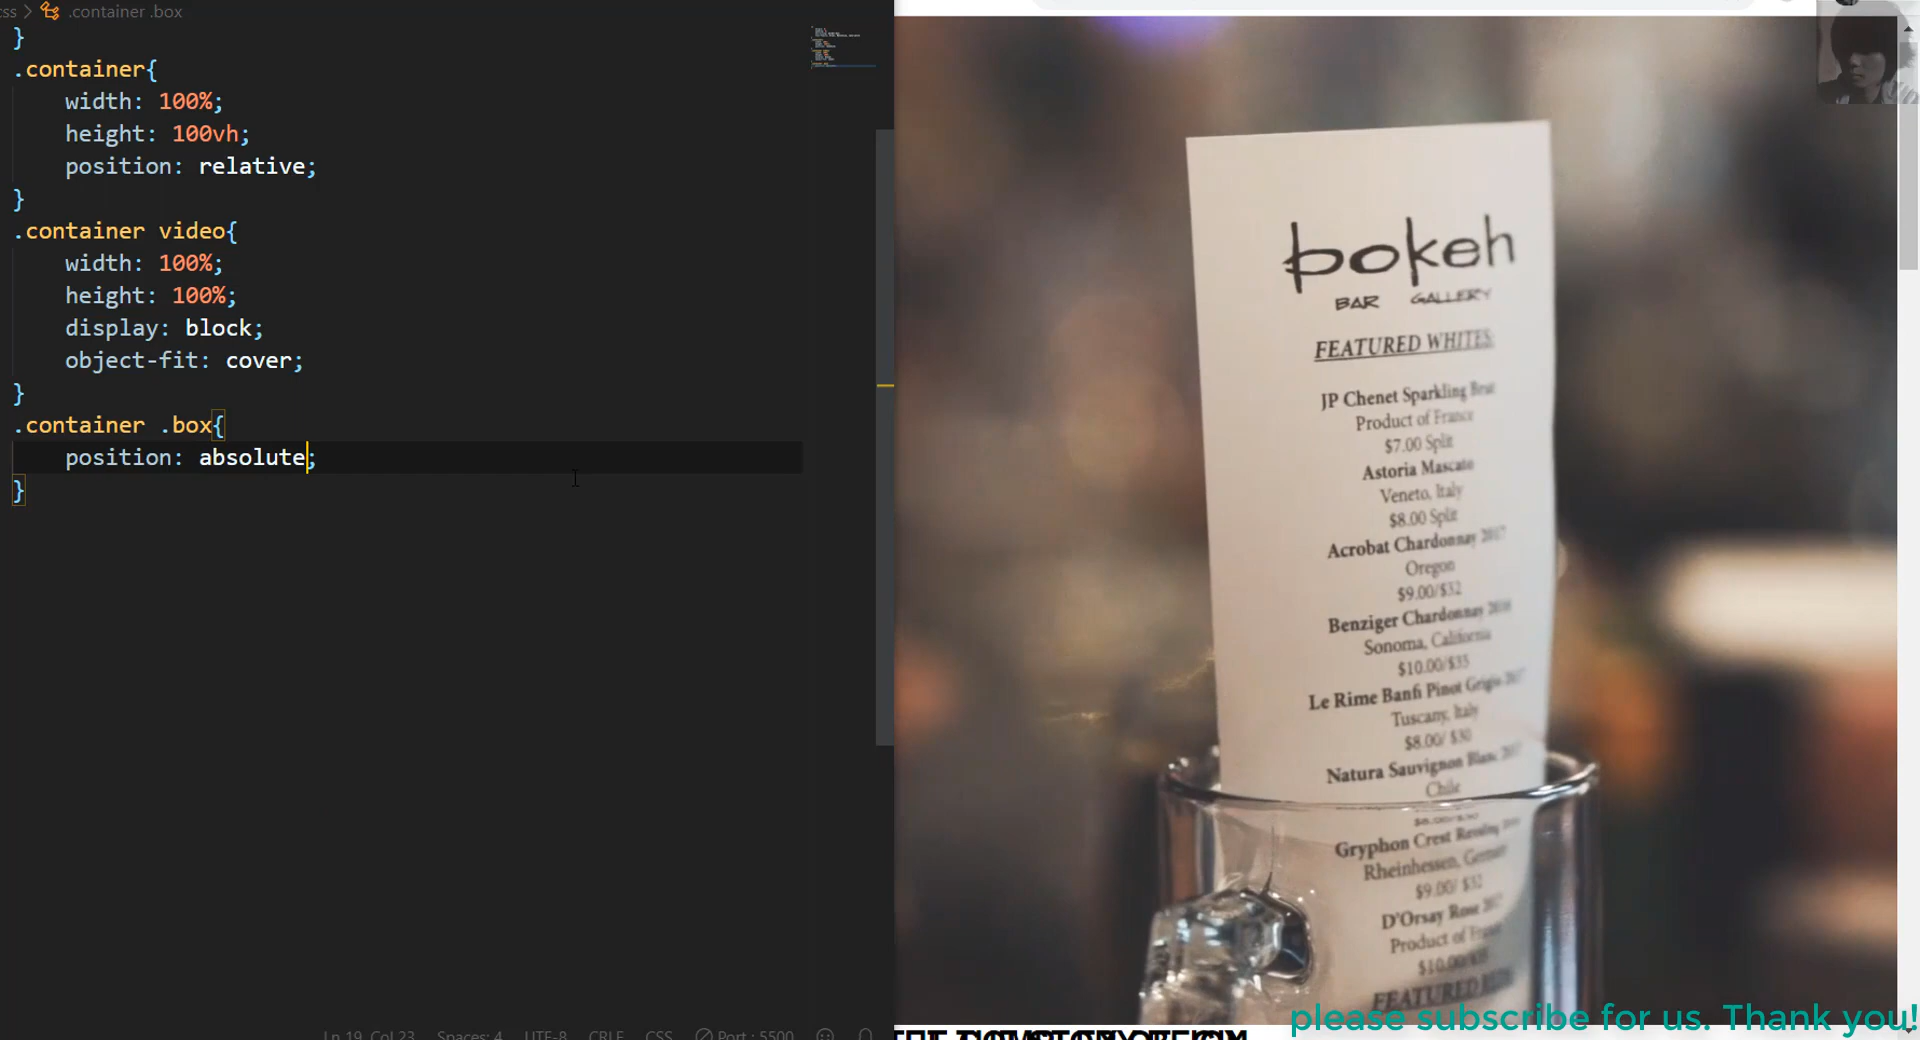 css > .container .box
}
.container{
width: 100%;
height: 100vh;
position: relative;
}
.container video{
width: 100%;
height: 100%;
display: block;
object-fit: cover;
}
.container .box{
position: absolute;
}
Ln 19, Col 23 Spaces: 4 UTF-8 CRLF CSS Port : 5500
bokeh
BAR GALLERY
FEATURED WHITES
JP Chenet Sparkling
Product of France
$7.00 Split
Astoria Moscato
Veneto, Italy
$8.00 Split
Acrobat Chardonnay 2017
Oregon
$9.00/$32
Benziger Chardonnay
Sonoma, California
$10.00/$35
Le Rime Banfi Pinot Grigio
Tuscany, Italy
$8.00/ $30
Natura Sauvignon Blanc
Chile
Gryphon Crest
Rheinhessen,
$9.00/ $32
D'Orsay Rose
Product of
$10.00
FEATURED
please subscribe for us. Thank you!